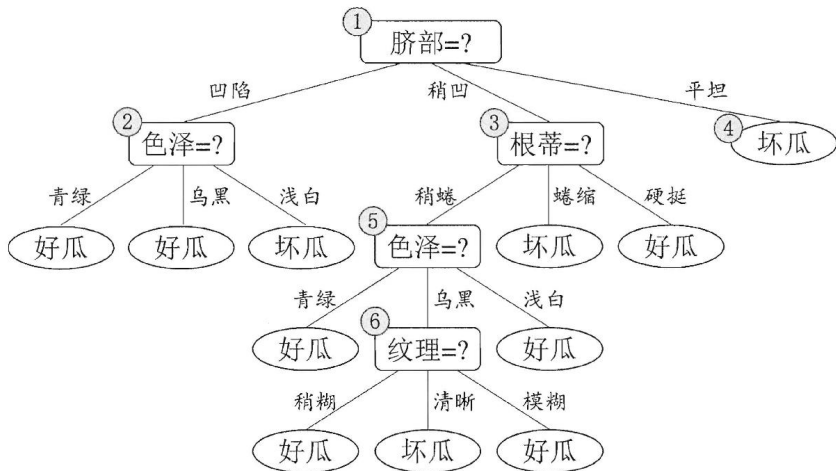 ①
脐部=?
凹陷 稍凹 平坦
② ③ ④
色泽=? 根蒂=? 坏瓜
青绿 乌黑 浅白 稍蜷 蜷缩 硬挺
⑤
好瓜 好瓜 坏瓜 色泽=? 坏瓜 好瓜
青绿 乌黑 浅白
⑥
好瓜 纹理=? 好瓜
稍糊 清晰 模糊
好瓜 坏瓜 好瓜